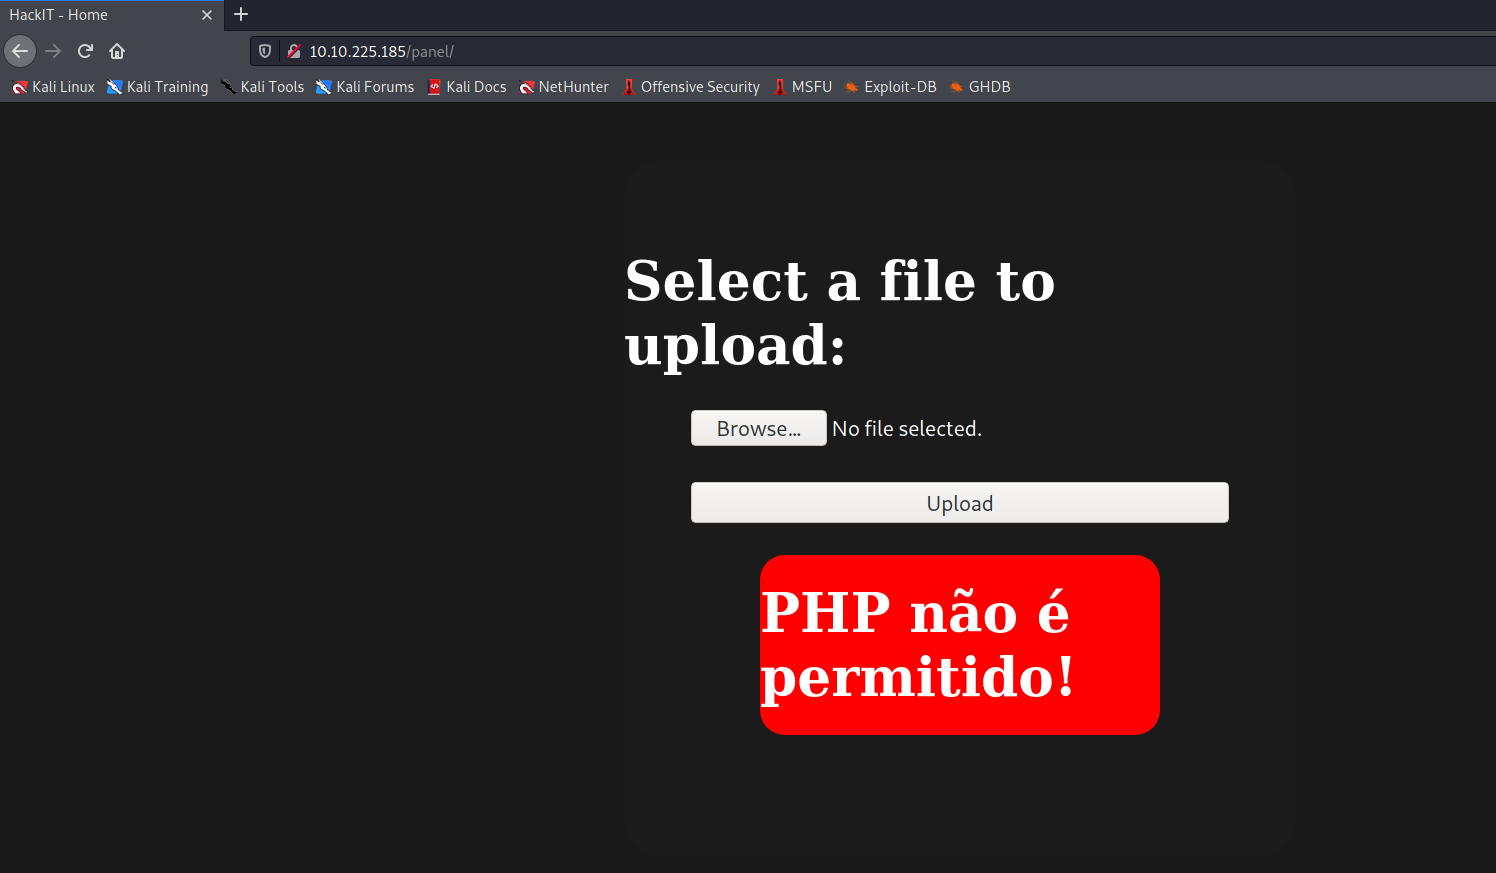 HackIT - Home
10.10.225.185/panel/
Kali Linux Kali Training Kali Tools Kali Forums Kali Docs NetHunter Offensive Security MSFU Exploit-DB GHDB
Select a file to
upload:
Browse... No file selected.
Upload
PHP não é
permitido!